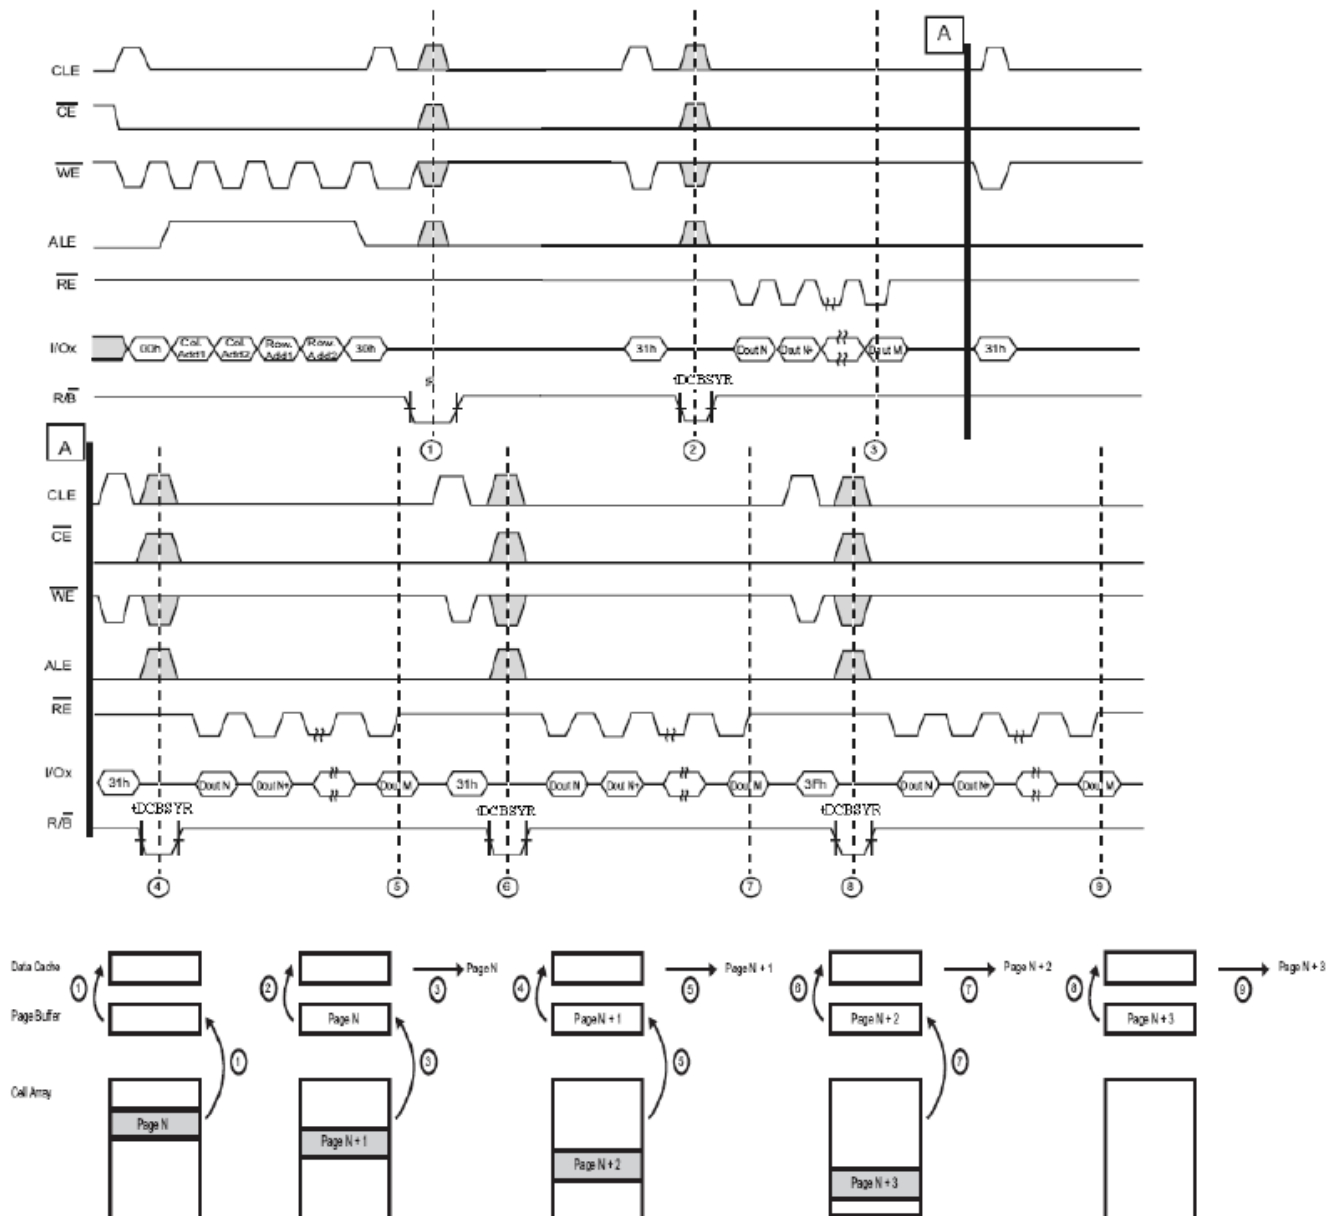 A
CLE
CE
WE
ALE
RE
I/Ox 00h Col. Add1 Col. Add2 Row. Add1 Row. Add2 30h 31h Dout N Dout N+ Dout M 31h
tDCBSYR
R/B
1 2 3
A
CLE
CE
WE
ALE
RE
I/Ox 31h Dout N Dout N+ Dout M 31h Dout N Dout N+ Dout M 3Fh Dout N Dout N+ Dout M
tDCBSYR tDCBSYR tDCBSYR
R/B
4 5 6 7 8 9
Data Cache 1 2 3 Page N 4 5 Page N + 1 6 7 Page N + 2 8 9 Page N + 3
Page Buffer Page N Page N + 1 Page N + 2 Page N + 3
1 3 5 7
Cell Array
Page N Page N + 1 Page N + 2 Page N + 3